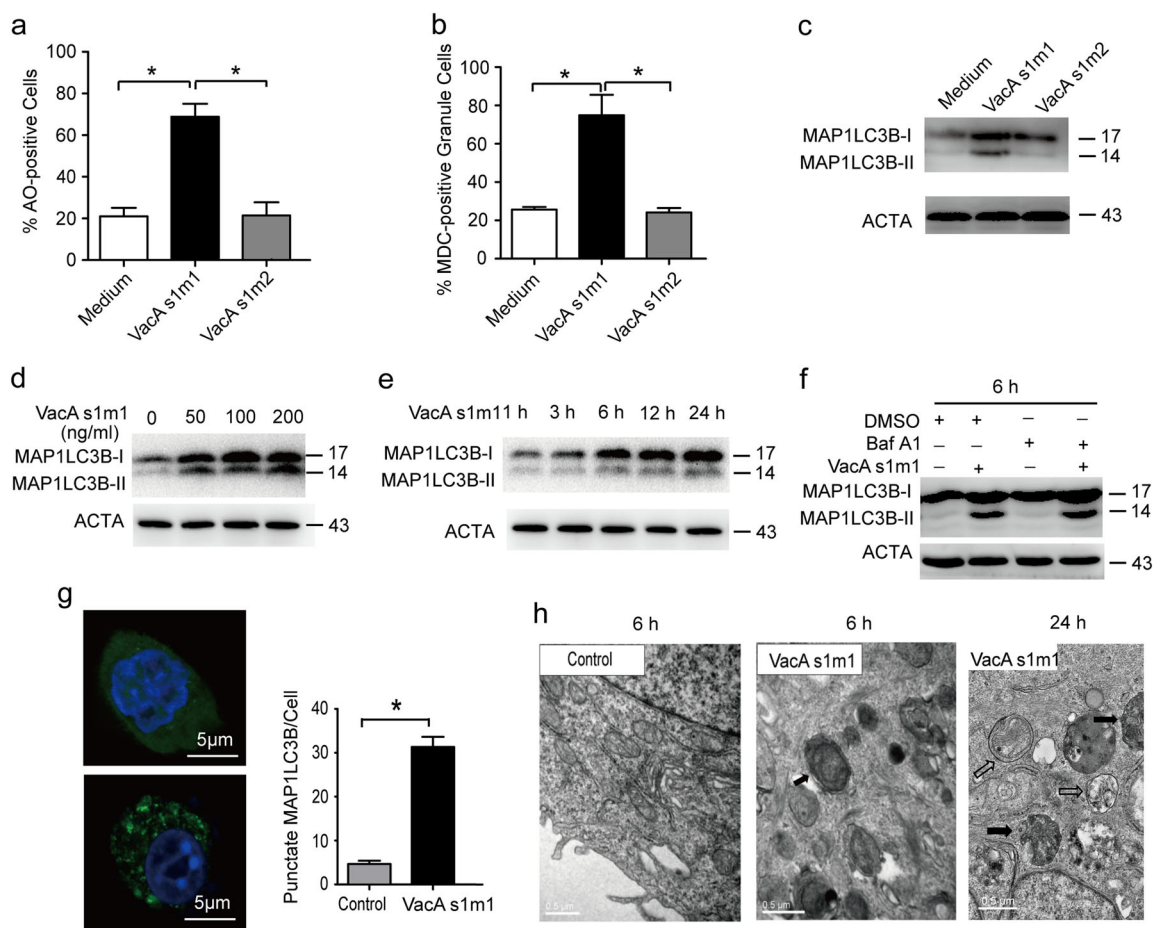 a
% AO-positive Cells
100
80
60
40
20
0
*
*
Medium
VacA s1m1
VacA s1m2
b
% MDC-positive Granule Cells
100
80
60
40
20
0
*
*
Medium
VacA s1m1
VacA s1m2
c
Medium
VacA s1m1
VacA s1m2
MAP1LC3B-I
17
MAP1LC3B-II
14
ACTA
43
d
VacA s1m1
(ng/ml)
0 50 100 200
MAP1LC3B-I
17
14
MAP1LC3B-II
ACTA
43
e
VacA s1m11 h 3 h 6 h 12 h 24 h
MAP1LC3B-I
17
14
MAP1LC3B-II
ACTA
43
f
6 h
DMSO + + – –
Baf A1 – – + +
VacA s1m1 – + – +
MAP1LC3B-I
17
MAP1LC3B-II
14
ACTA
43
g
5μm
5μm
Punctate MAP1LC3B/Cell
40
30
20
10
0
*
Control
VacA s1m1
h
6 h
6 h
24 h
Control
VacA s1m1
VacA s1m1
0.5 μm
0.5 μm
0.5 μm